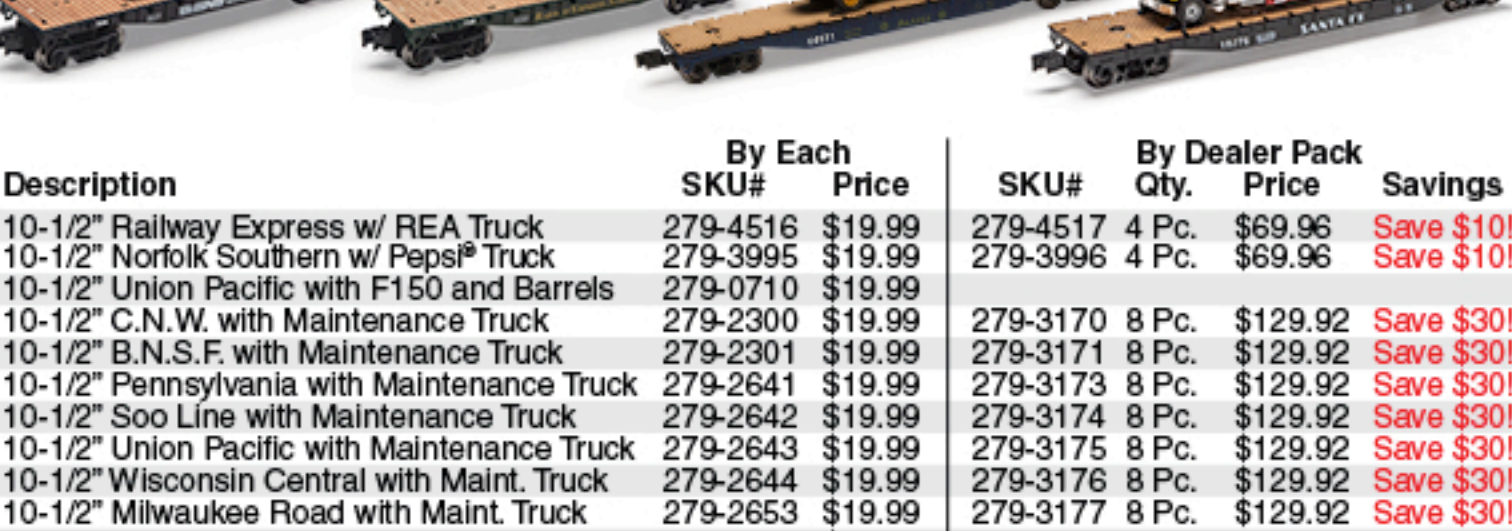 SANTA FE
By Each By Dealer Pack
Description SKU# Price SKU# Qty. Price Savings
10-1/2” Railway Express w/ REA Truck 279-4516 $19.99 279-4517 4 Pc. $69.96 Save $10!
10-1/2” Norfolk Southern w/ Pepsi® Truck 279-3995 $19.99 279-3996 4 Pc. $69.96 Save $10!
10-1/2” Union Pacific with F150 and Barrels 279-0710 $19.99
10-1/2” C.N.W. with Maintenance Truck 279-2300 $19.99 279-3170 8 Pc. $129.92 Save $30!
10-1/2” B.N.S.F. with Maintenance Truck 279-2301 $19.99 279-3171 8 Pc. $129.92 Save $30!
10-1/2” Pennsylvania with Maintenance Truck 279-2641 $19.99 279-3173 8 Pc. $129.92 Save $30!
10-1/2” Soo Line with Maintenance Truck 279-2642 $19.99 279-3174 8 Pc. $129.92 Save $30!
10-1/2” Union Pacific with Maintenance Truck 279-2643 $19.99 279-3175 8 Pc. $129.92 Save $30!
10-1/2” Wisconsin Central with Maint. Truck 279-2644 $19.99 279-3176 8 Pc. $129.92 Save $30!
10-1/2” Milwaukee Road with Maint. Truck 279-2653 $19.99 279-3177 8 Pc. $129.92 Save $30!